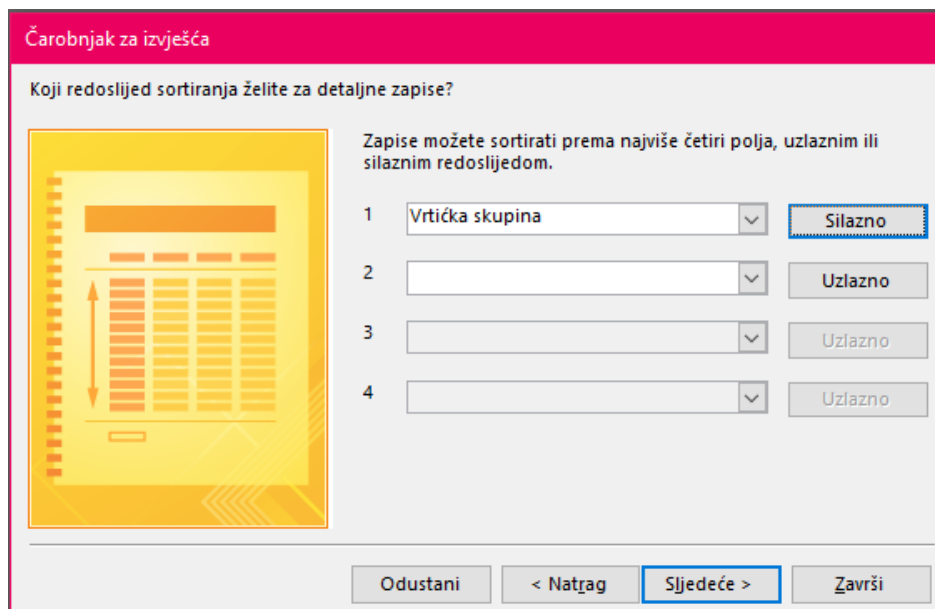 Čarobnjak za izvješća
Koji redoslijed sortiranja želite za detaljne zapise?
Zapise možete sortirati prema najviše četiri polja, uzlaznim ili
silaznim redoslijedom.
1 Vrtićka skupina Silazno
2 Uzlazno
3 Uzlazno
4 Uzlazno
Odustani < Natrag Sljedeće > Završi